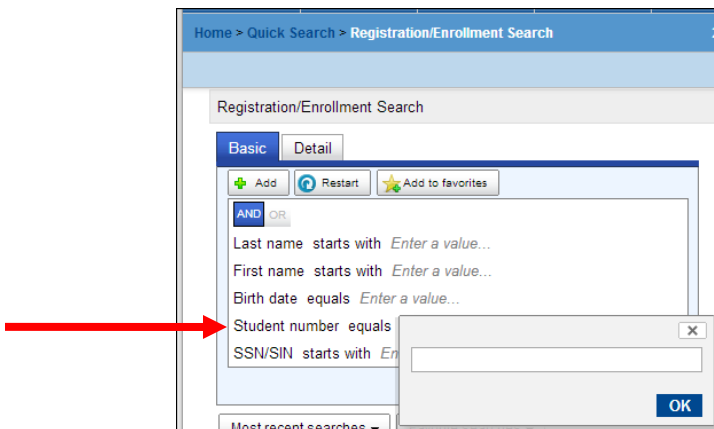 Home > Quick Search > Registration/Enrollment Search
Registration/Enrollment Search
Basic Detail
Add Restart Add to favorites
AND OR
Last name starts with Enter a value...
First name starts with Enter a value...
Birth date equals Enter a value...
Student number equals
SSN/SIN starts with En
OK
Most recent searches